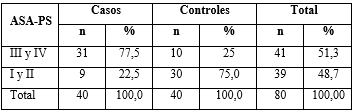 ASA-PS Casos Controles Total
n % n % n %
III y IV 31 77,5 10 25 41 51,3
I y II 9 22,5 30 75,0 39 48,7
Total 40 100,0 40 100,0 80 100,00